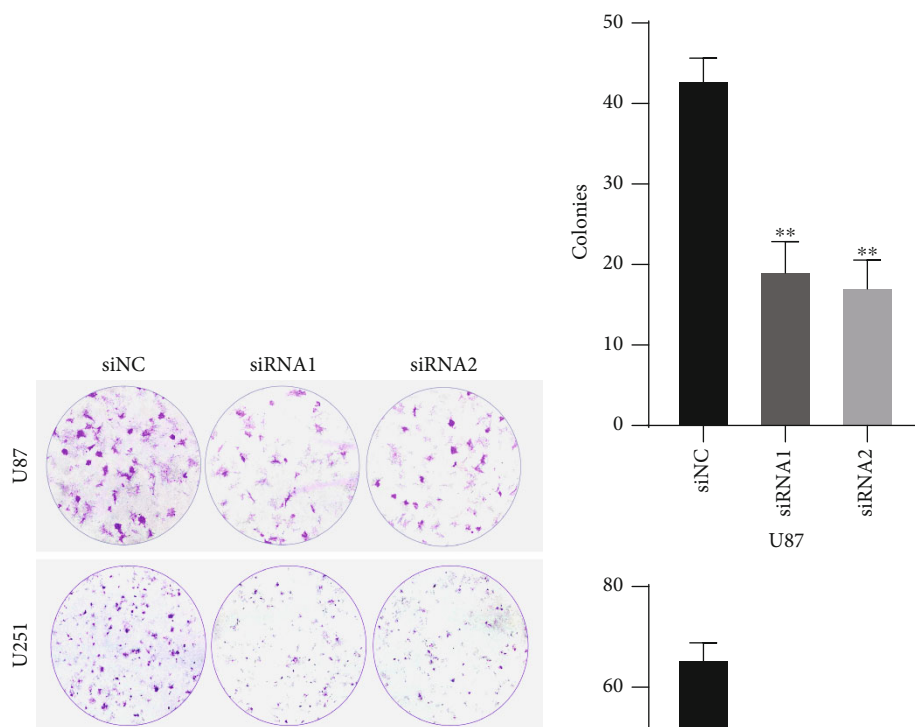 siNC siRNA1 siRNA2
U87
U251
50
40
30
20
10
0
Colonies
**
**
siNC
siRNA1
siRNA2
U87
80
60